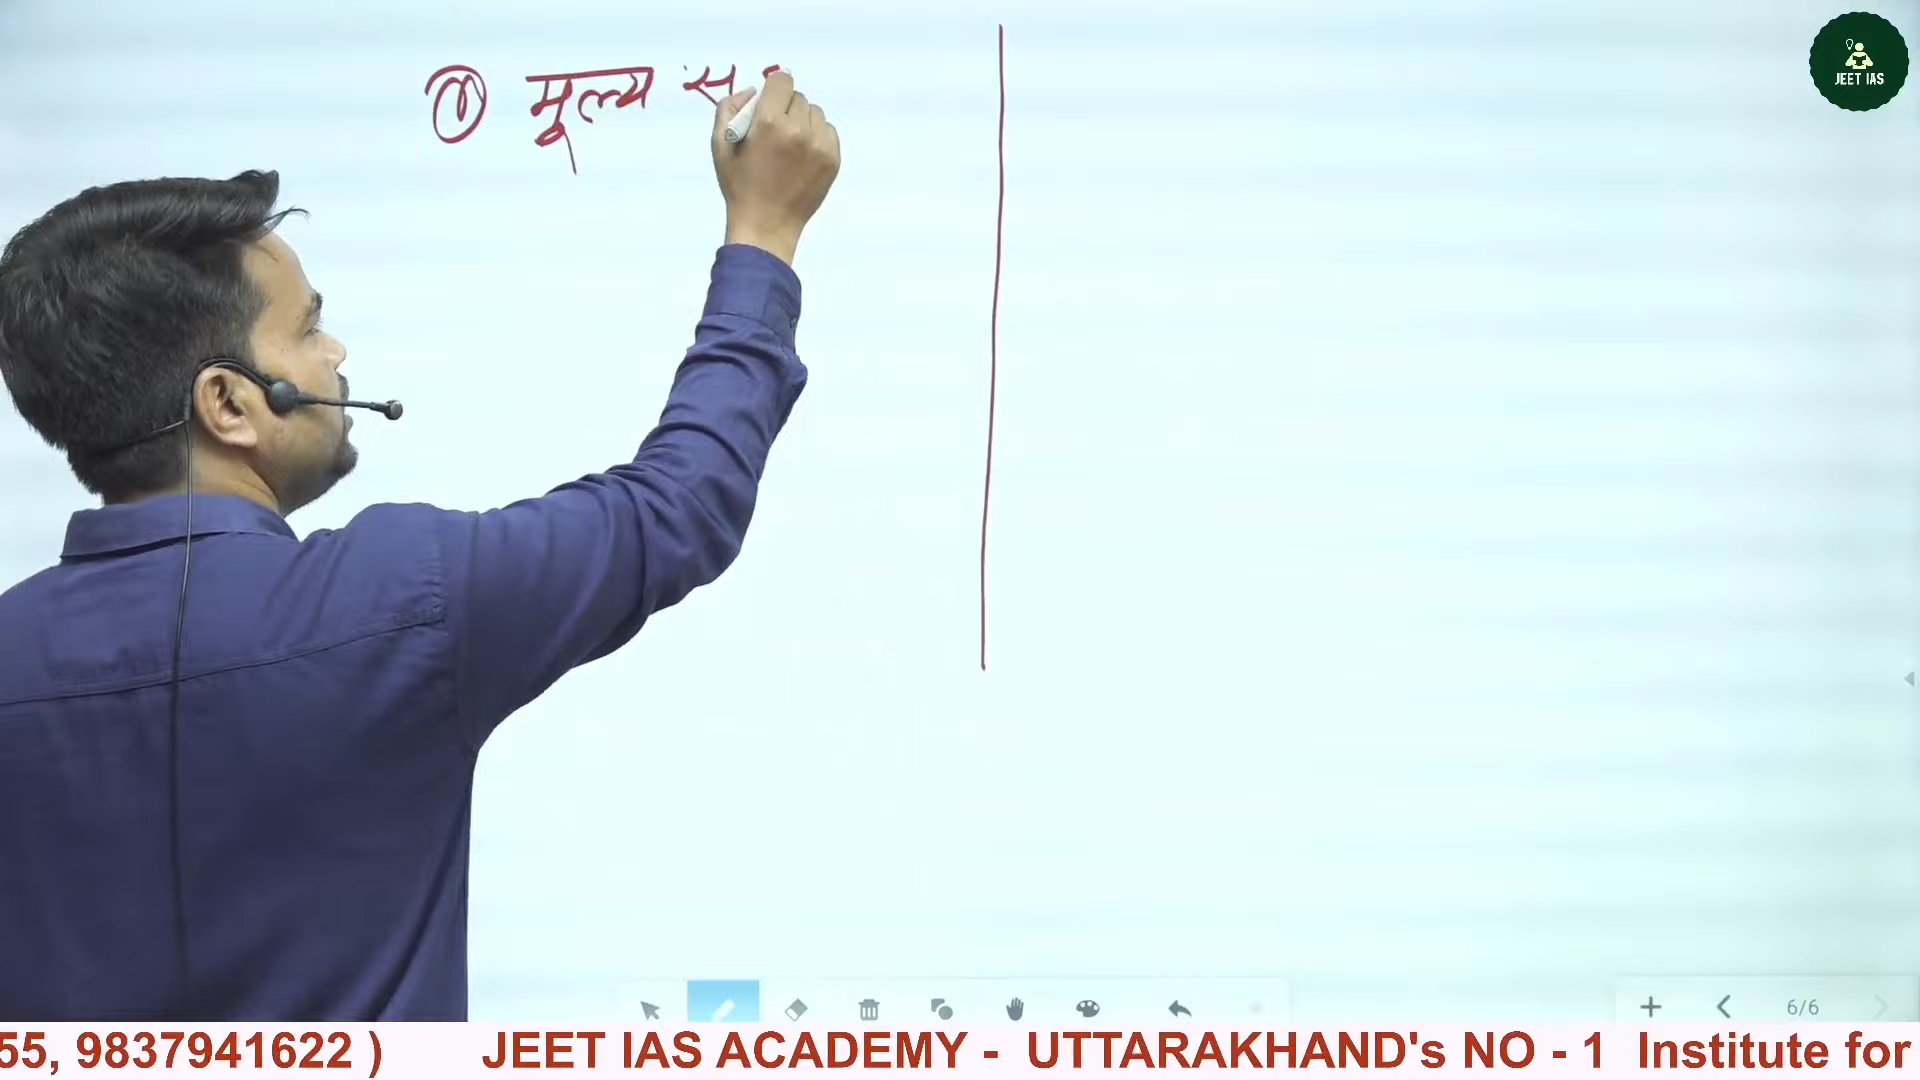 ① मूल्य स
JEET IAS
6/6
55, 9837941622 ) JEET IAS ACADEMY - UTTARAKHAND's NO - 1 Institute for